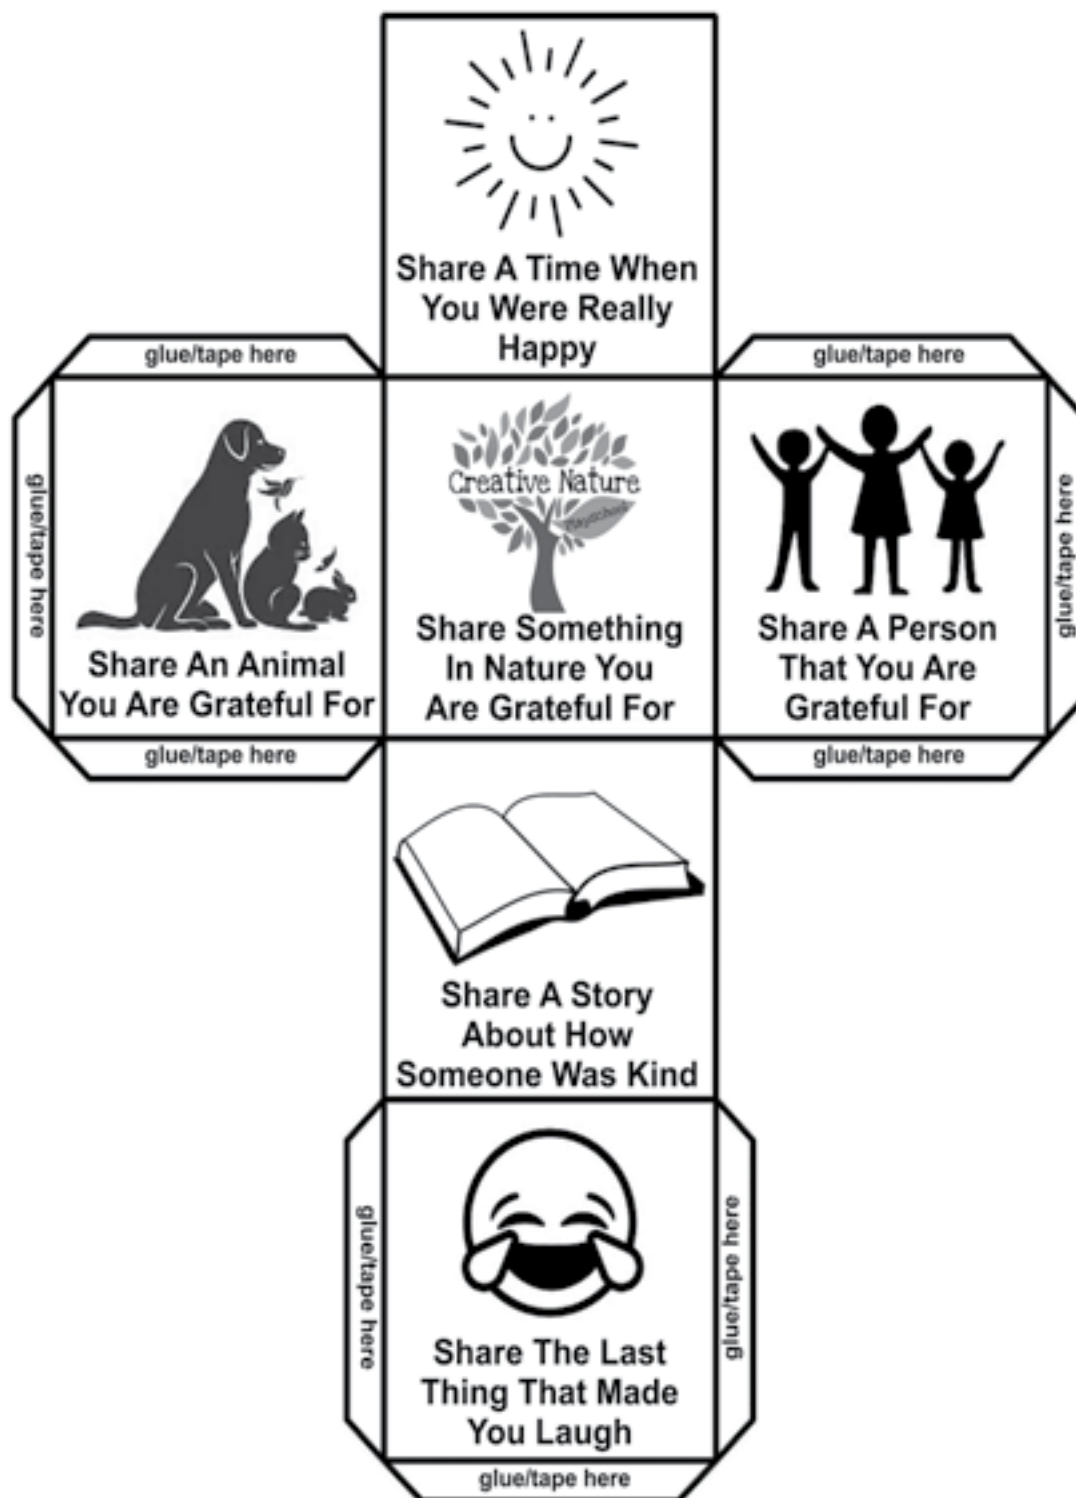 Share A Time When
You Were Really
Happy
glue/tape here
glue/tape here
glue/tape here
Share An Animal
You Are Grateful For
glue/tape here
Creative Nature
Playschool
Share Something
In Nature You
Are Grateful For
Share A Person
That You Are
Grateful For
glue/tape here
glue/tape here
Share A Story
About How
Someone Was Kind
glue/tape here
Share The Last
Thing That Made
You Laugh
glue/tape here
glue/tape here